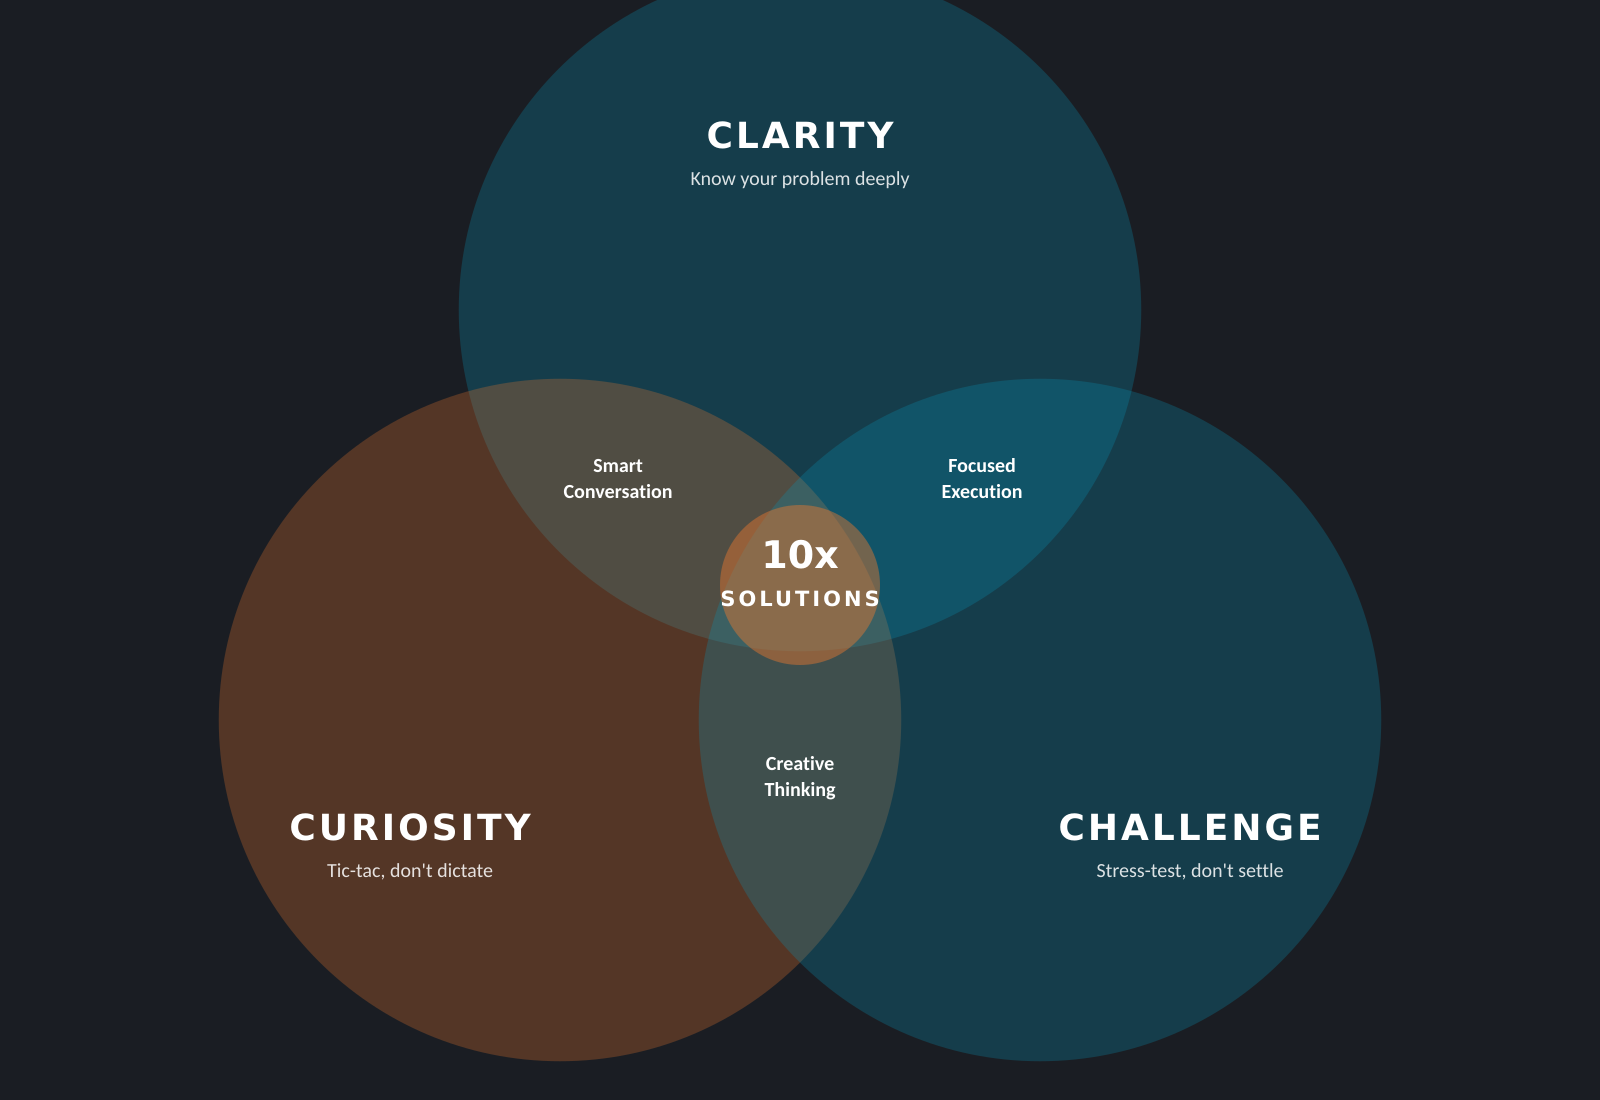 CLARITY
Know your problem deeply
Smart
Conversation
Focused
Execution
10x
SOLUTIONS
Creative
Thinking
CURIOSITY
Tic-tac, don't dictate
CHALLENGE
Stress-test, don't settle